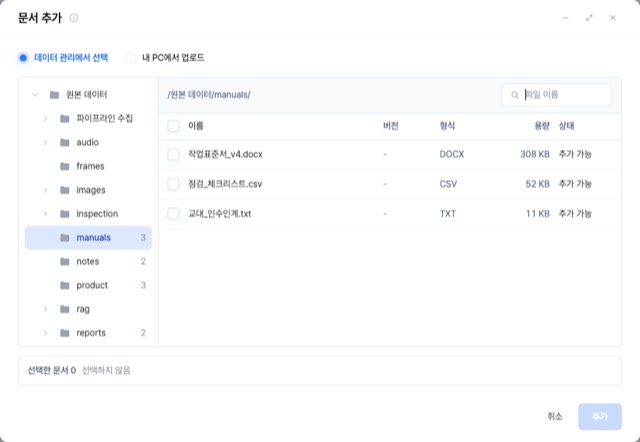 문서 추가
데이터 관리에서 선택 내 PC에서 업로드
원본 데이터
파이프라인 수집
audio
frames
images
inspection
manuals 3
notes 2
product 3
rag
reports 2
/원본 데이터/manuals/
파일 이름
이름 버전 형식 용량 상태
작업표준서_v4.docx - DOCX 308 KB 추가 가능
점검_체크리스트.csv - CSV 52 KB 추가 가능
교대_인수인계.txt - TXT 11 KB 추가 가능
선택한 문서 0 선택하지 않음
취소 추가